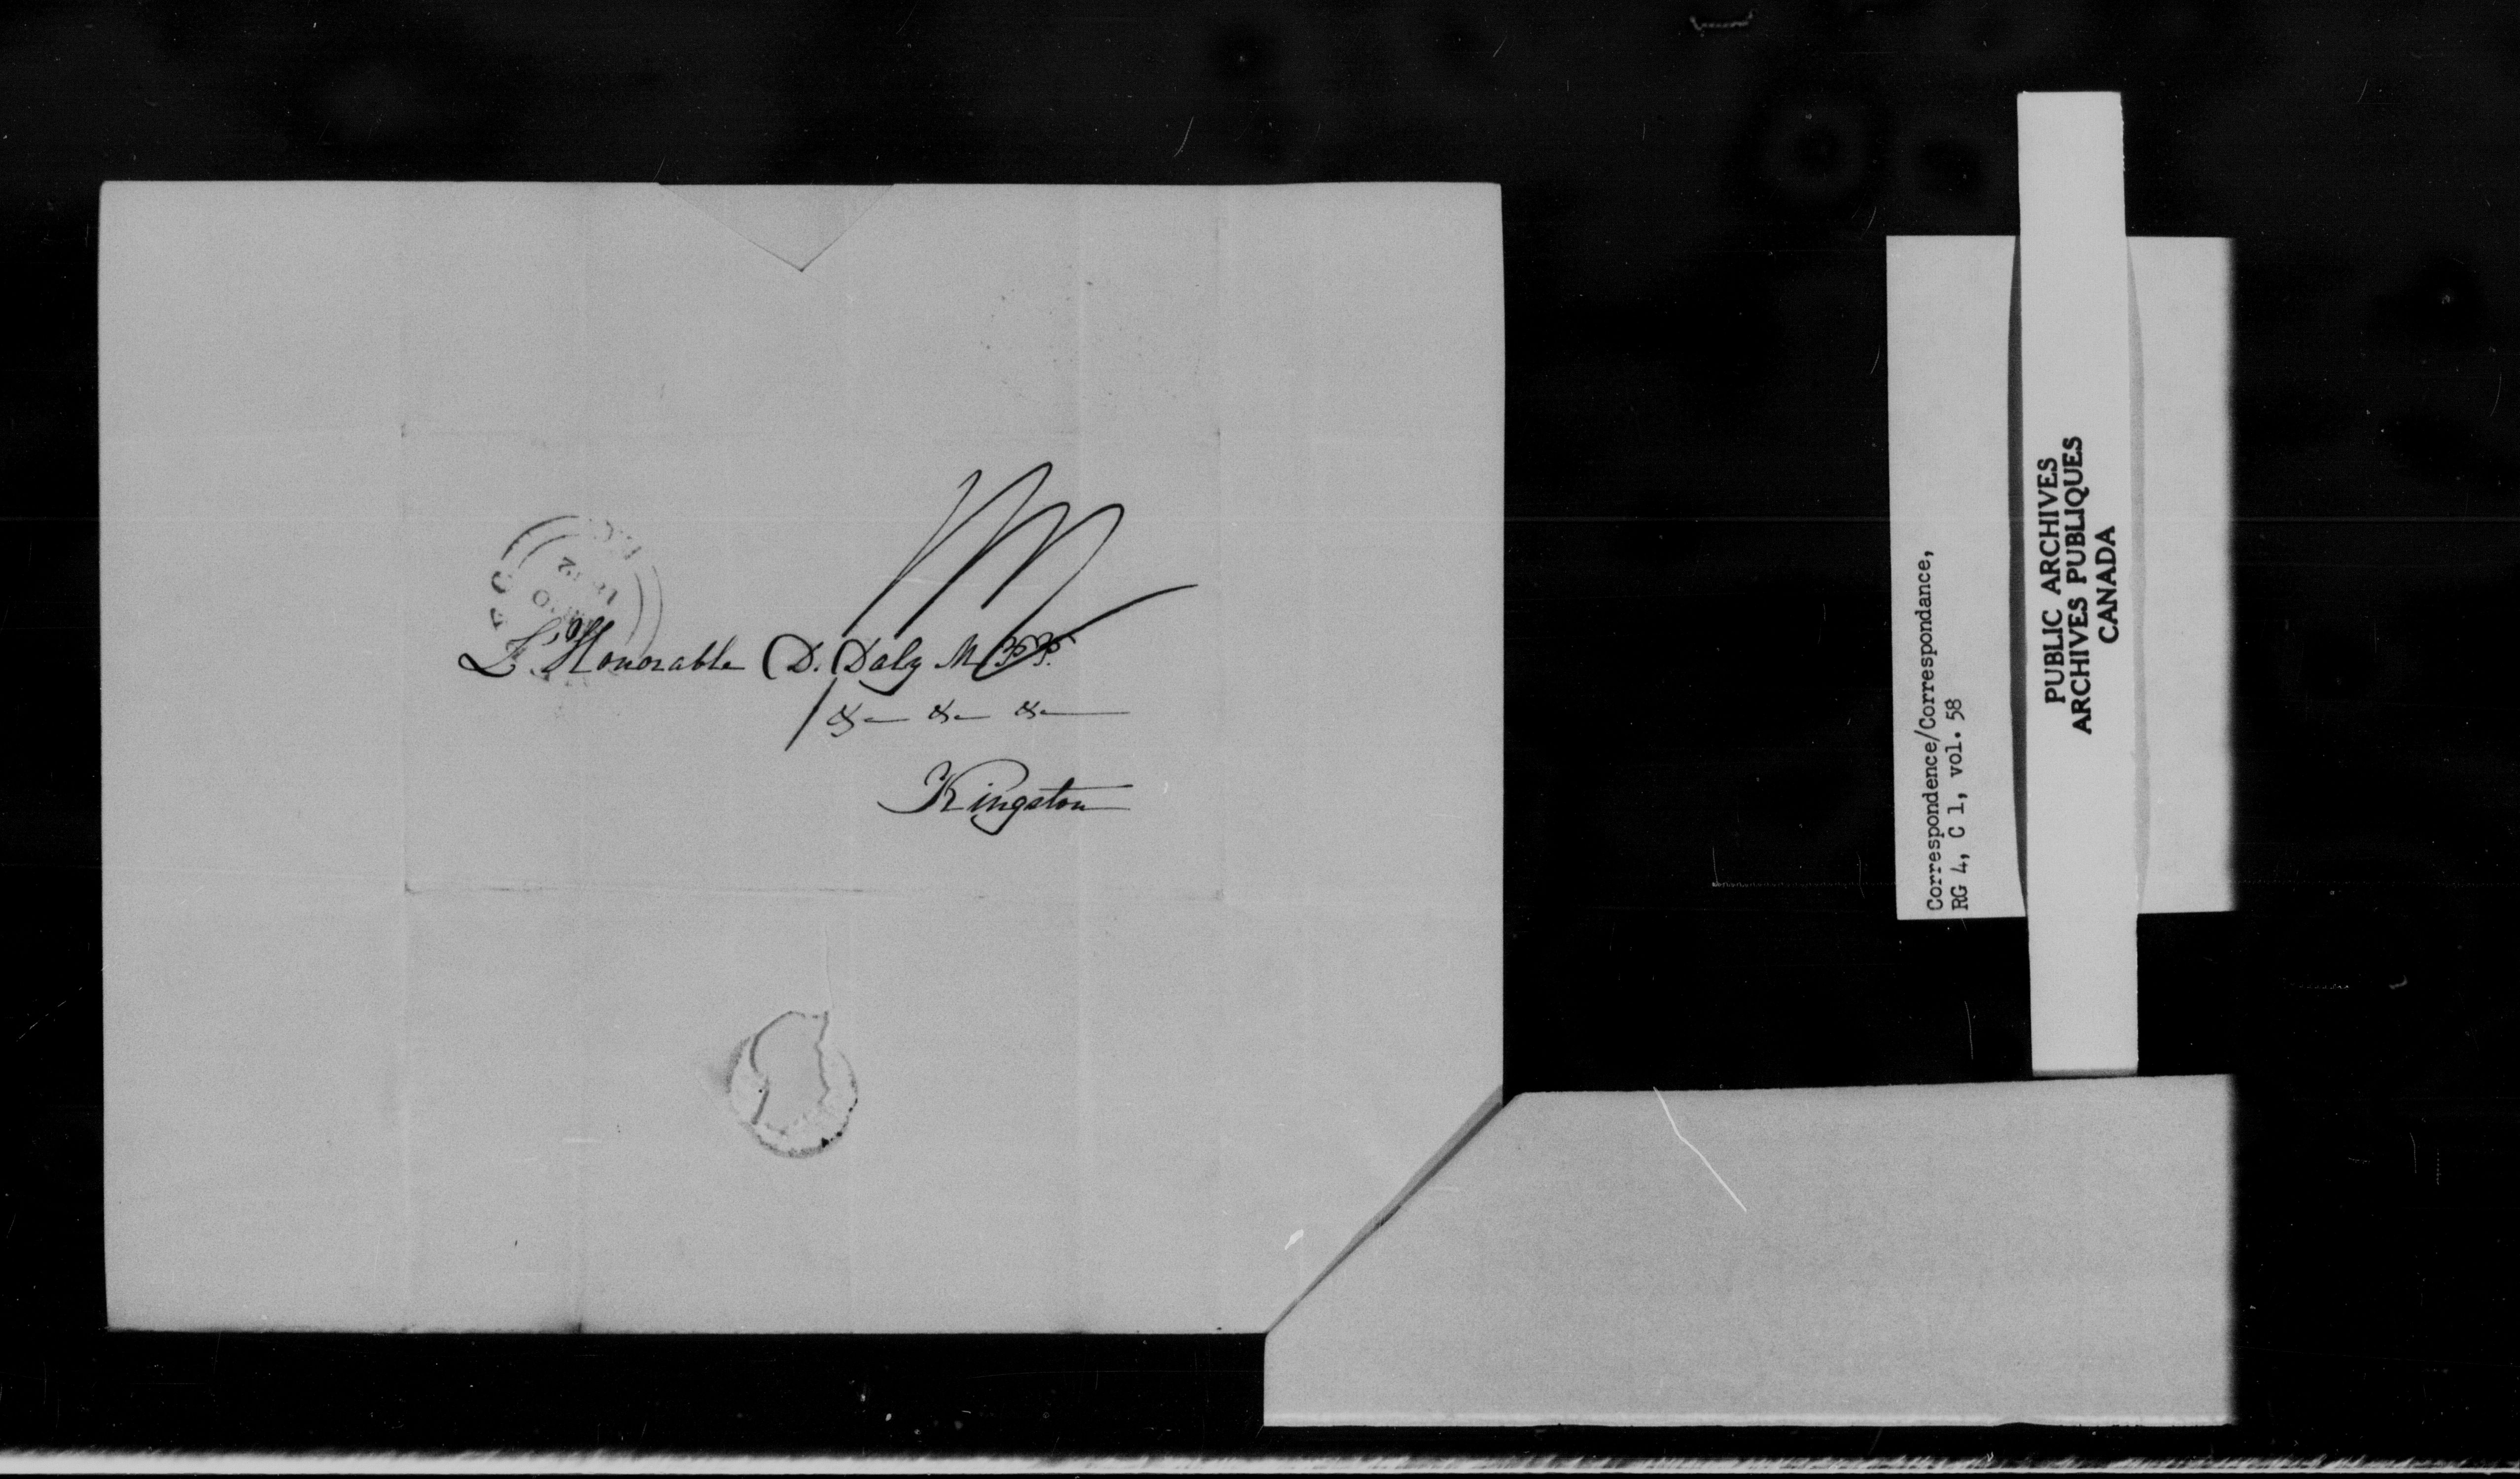 L'Honorable D. Daly M.P.P.
&c &c &c
Kingston
Correspondence/Correspondance,
RG 4, C 1, vol. 58
PUBLIC ARCHIVES
ARCHIVES PUBLIQUES
CANADA